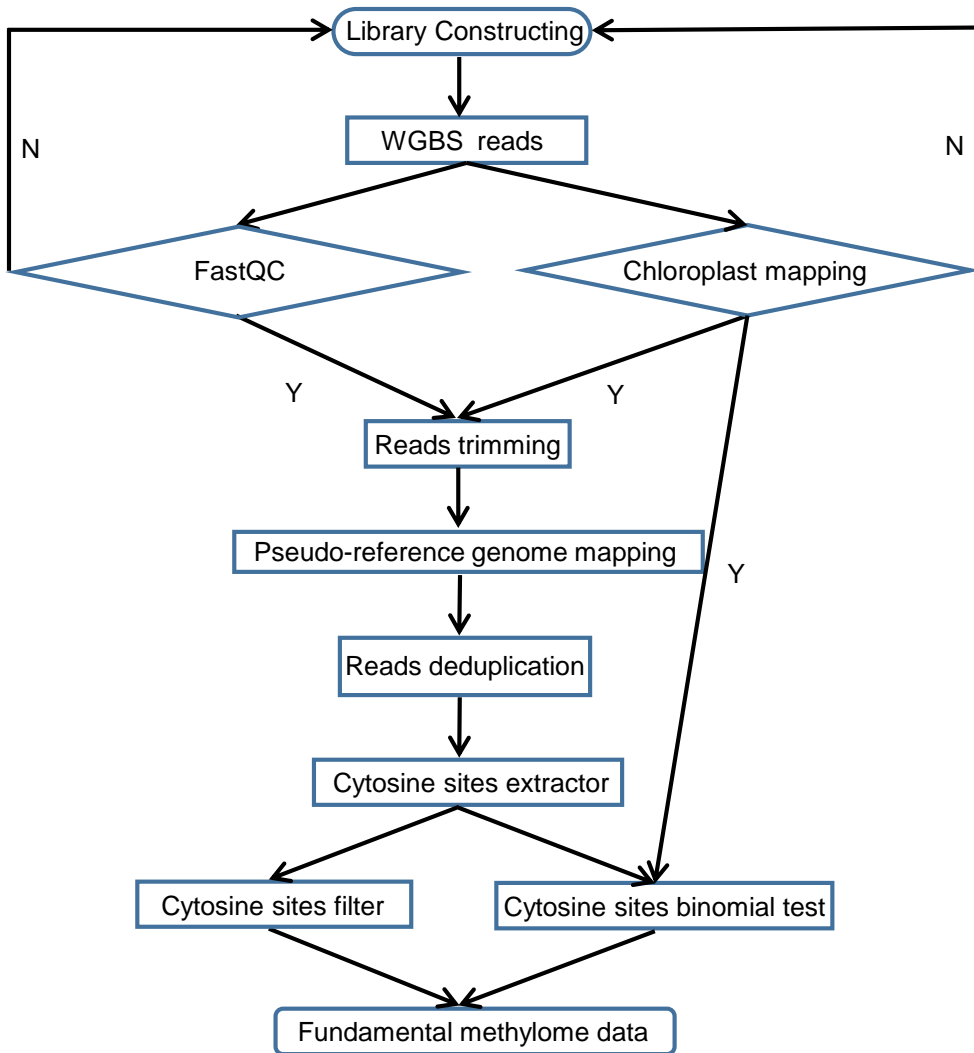 Library Constructing
WGBS reads
N
N
FastQC
Chloroplast mapping
Y
Y
Reads trimming
Pseudo-reference genome mapping
Y
Reads deduplication
Cytosine sites extractor
Cytosine sites filter
Cytosine sites binomial test
Fundamental methylome data